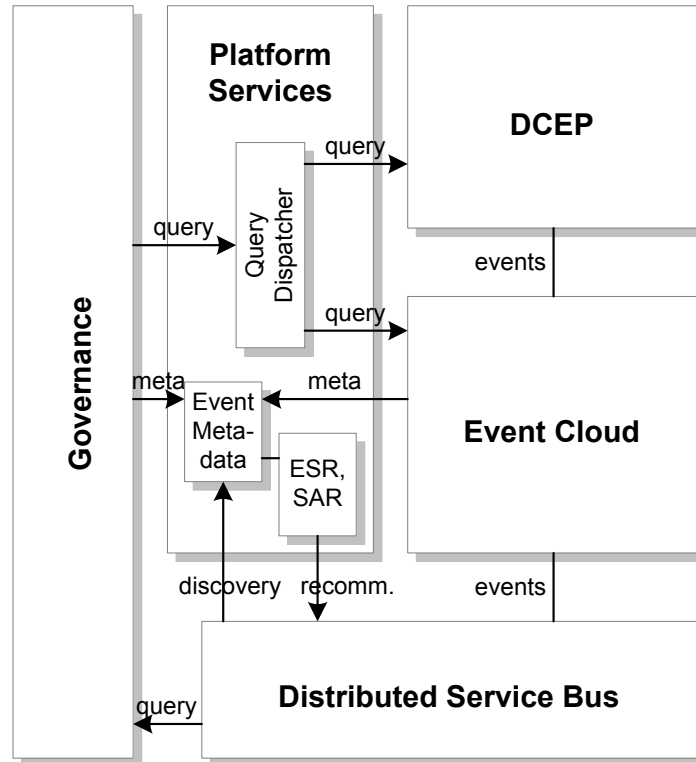 Platform
Services
DCEP
query
query
Query
Dispatcher
events
query
Governance
meta
meta
Event
Meta-
data
Event Cloud
ESR,
SAR
discovery
recomm.
events
Distributed Service Bus
query